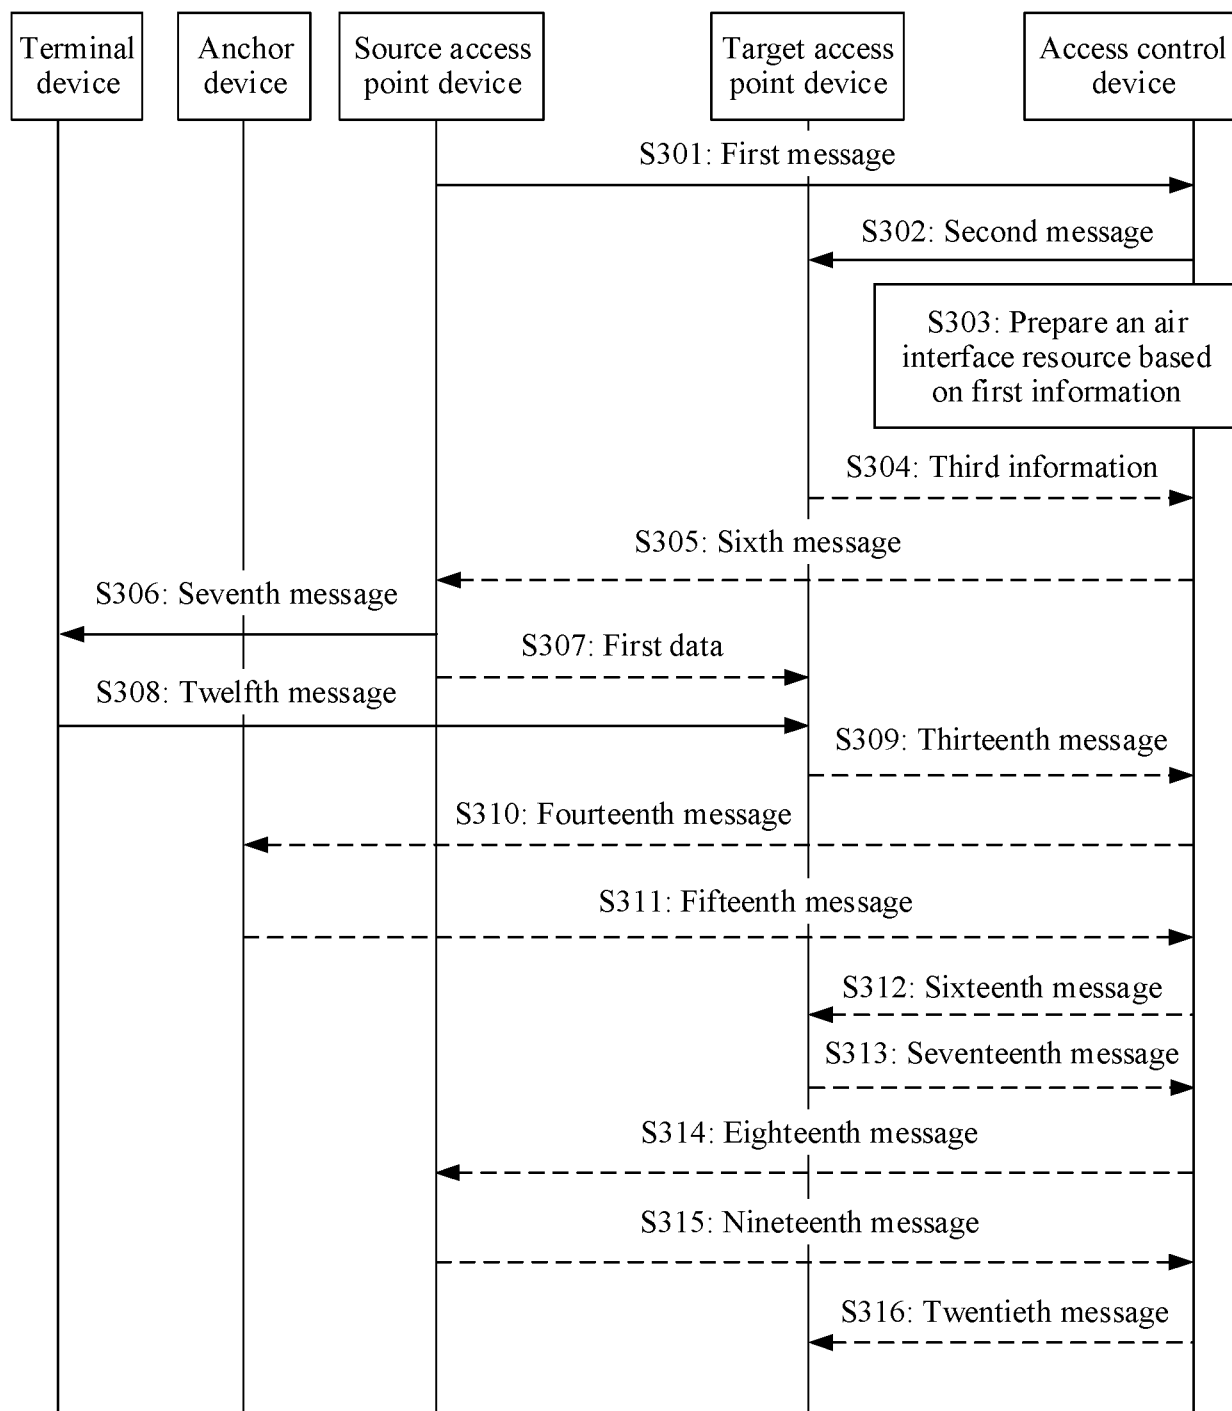 Terminal
device
Anchor
device
Source access
point device
Target access
point device
Access control
device
S301: First message
S302: Second message
S303: Prepare an air
interface resource based
on first information
S304: Third information
S305: Sixth message
S306: Seventh message
S307: First data
S308: Twelfth message
S309: Thirteenth message
S310: Fourteenth message
S311: Fifteenth message
S312: Sixteenth message
S313: Seventeenth message
S314: Eighteenth message
S315: Nineteenth message
S316: Twentieth message